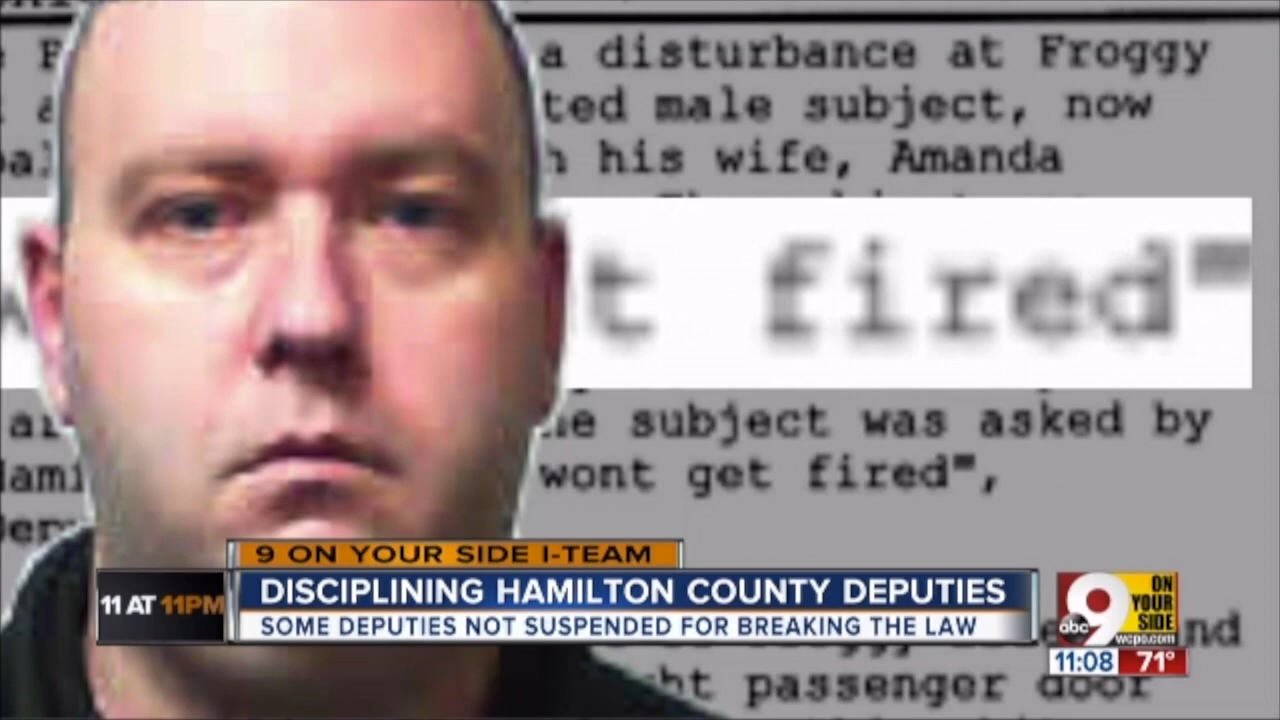 a disturbance at Froggy
ted male subject, now
his wife, Amanda
t fired"
subject was asked by
wont get fired",
9 ON YOUR SIDE I-TEAM
11 AT 11PM
DISCIPLINING HAMILTON COUNTY DEPUTIES
SOME DEPUTIES NOT SUSPENDED FOR BREAKING THE LAW
abc 9 ON YOUR SIDE
wcpo.com
11:08 71°
passenger door